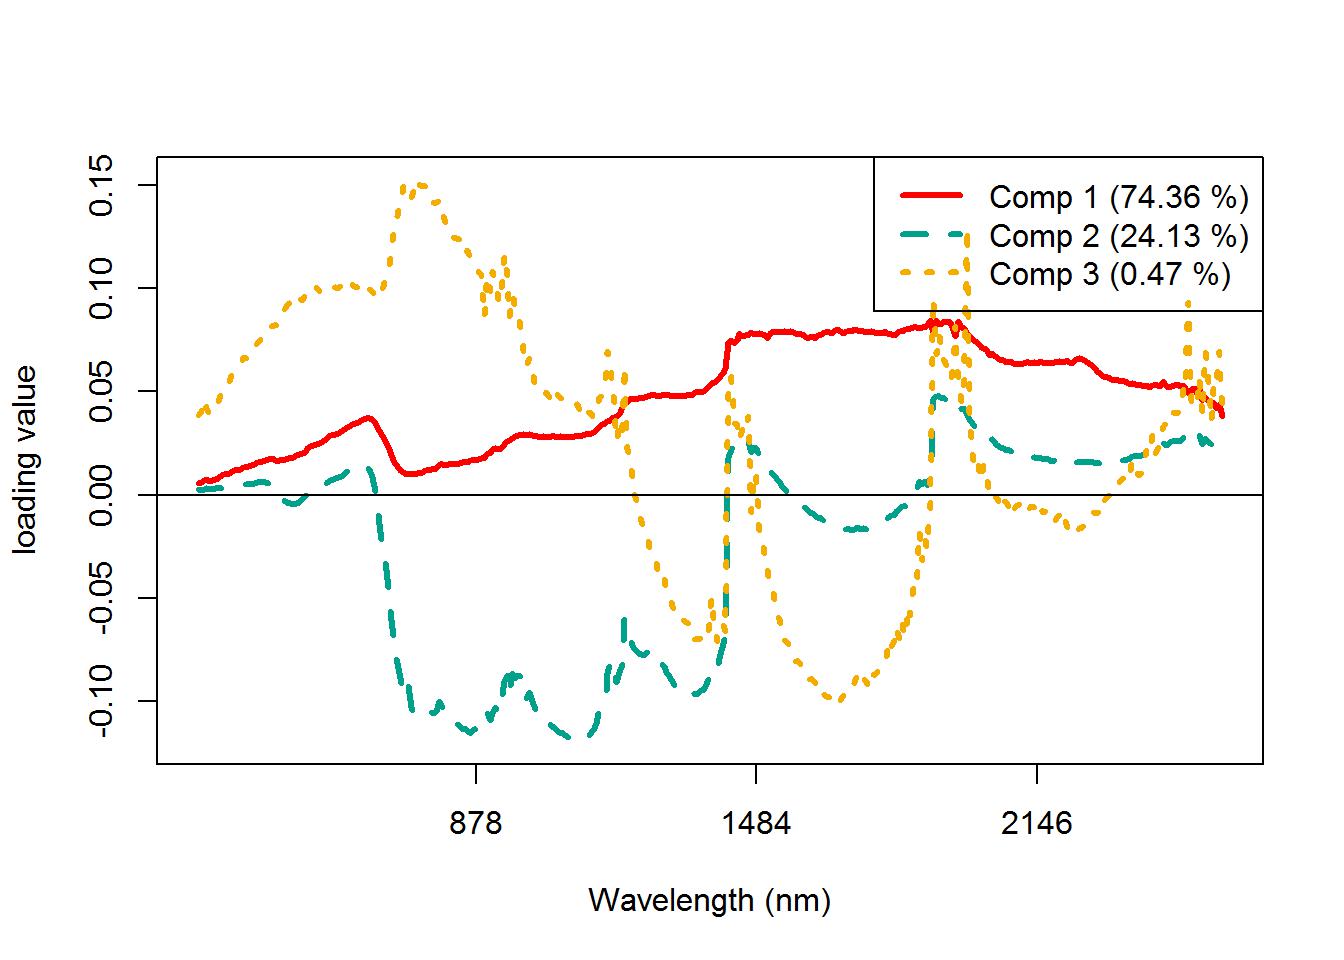 0.15
0.10
0.05
0.00
-0.05
-0.10
loading value
Comp 1 (74.36 %)
Comp 2 (24.13 %)
Comp 3 (0.47 %)
878
1484
2146
Wavelength (nm)